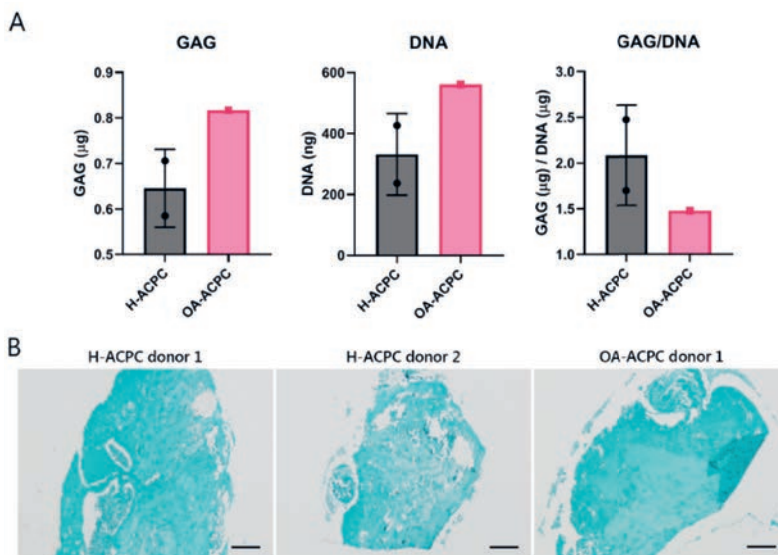 A
GAG
DNA
GAG/DNA
GAG (µg)
0.9
0.8
0.7
0.6
0.5
H-ACPC
OA-ACPC
DNA (ng)
600
400
200
0
H-ACPC
OA-ACPC
GAG (µg) / DNA (µg)
3.0
2.5
2.0
1.5
1.0
H-ACPC
OA-ACPC
B
H-ACPC donor 1
H-ACPC donor 2
OA-ACPC donor 1